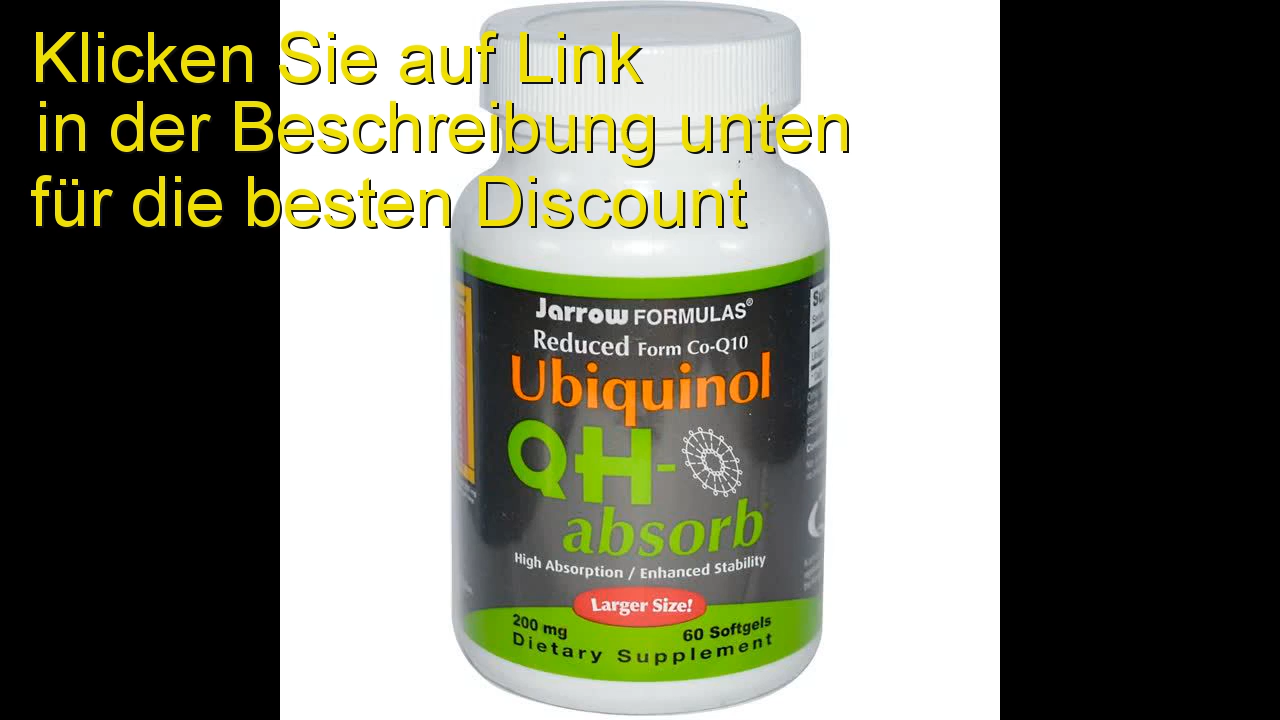 Klicken Sie auf Link
in der Beschreibung unten
für die besten Discount
Jarrow FORMULAS®
Reduced Form Co-Q10
Ubiquinol
QH-
absorb
High Absorption / Enhanced Stability
Larger Size!
200 mg 60 Softgels
Dietary Supplement